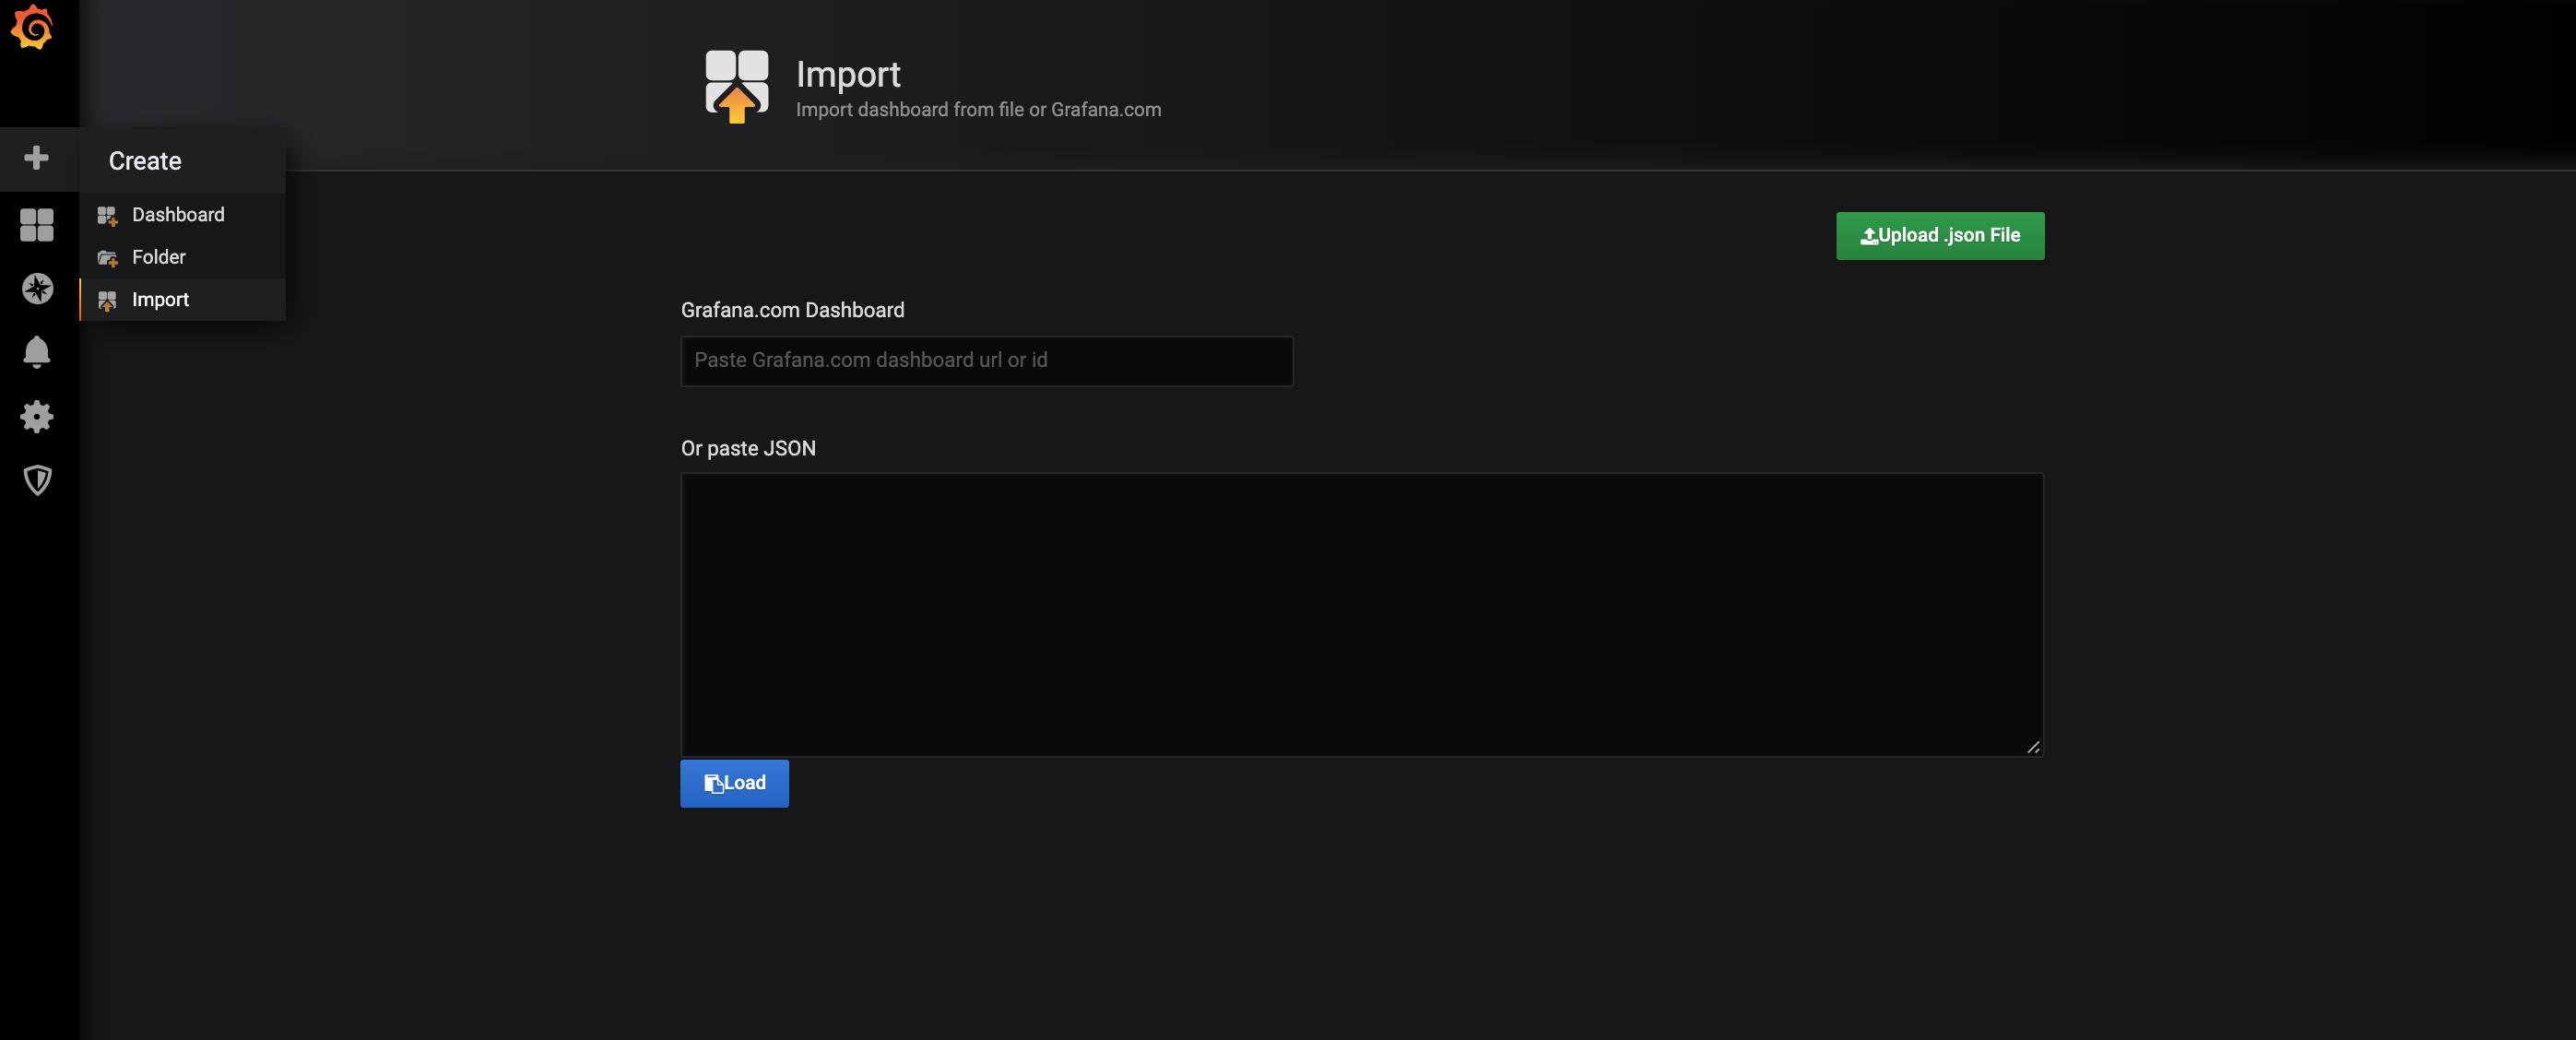 Import
Import dashboard from file or Grafana.com
Create
Dashboard
Folder
Import
Upload .json File
Grafana.com Dashboard
Paste Grafana.com dashboard url or id
Or paste JSON
Load